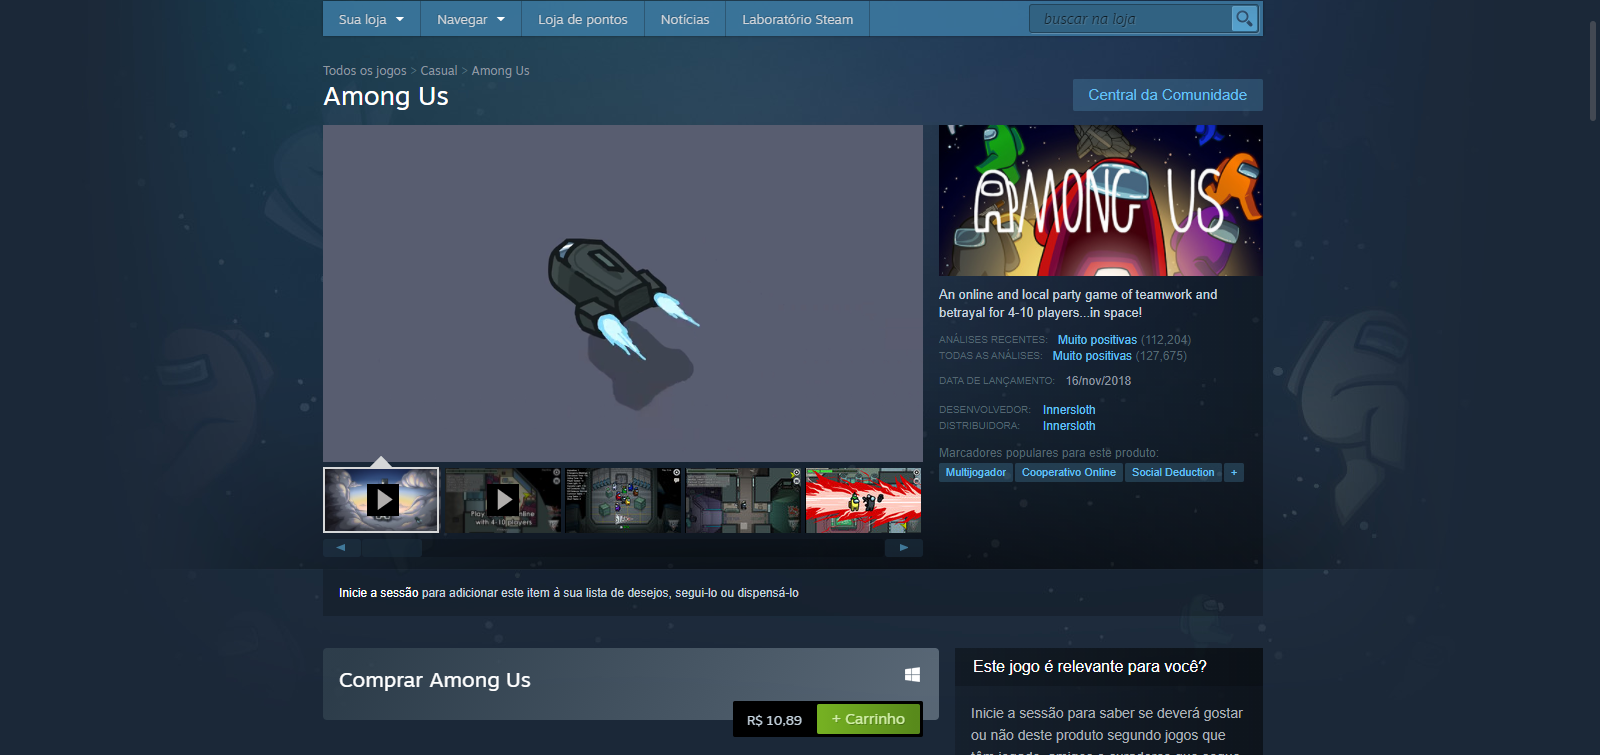 Sua loja
Navegar
Loja de pontos
Notícias
Laboratório Steam
buscar na loja
Todos os jogos > Casual > Among Us
Among Us
Central da Comunidade
AMONG US
An online and local party game of teamwork and
betrayal for 4-10 players...in space!
ANÁLISES RECENTES: Muito positivas (112,204)
TODAS AS ANÁLISES: Muito positivas (127,675)
DATA DE LANÇAMENTO: 16/nov/2018
DESENVOLVEDOR: Innersloth
DISTRIBUIDORA: Innersloth
Marcadores populares para este produto:
Multijogador
Cooperativo Online
Social Deduction
+
with 4-10 players
Inicie a sessão para adicionar este item à sua lista de desejos, segui-lo ou dispensá-lo
Comprar Among Us
R$ 10,89
+ Carrinho
Este jogo é relevante para você?
Inicie a sessão para saber se deverá gostar
ou não deste produto segundo jogos que
têm jogado, amigos e curadores que segue